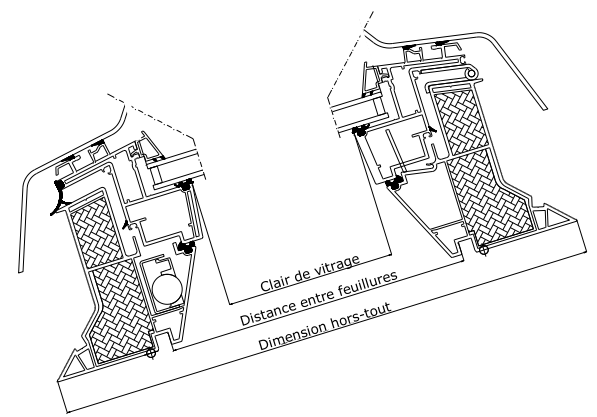 Clair de vitrage
Distance entre feuillures
Dimension hors-tout